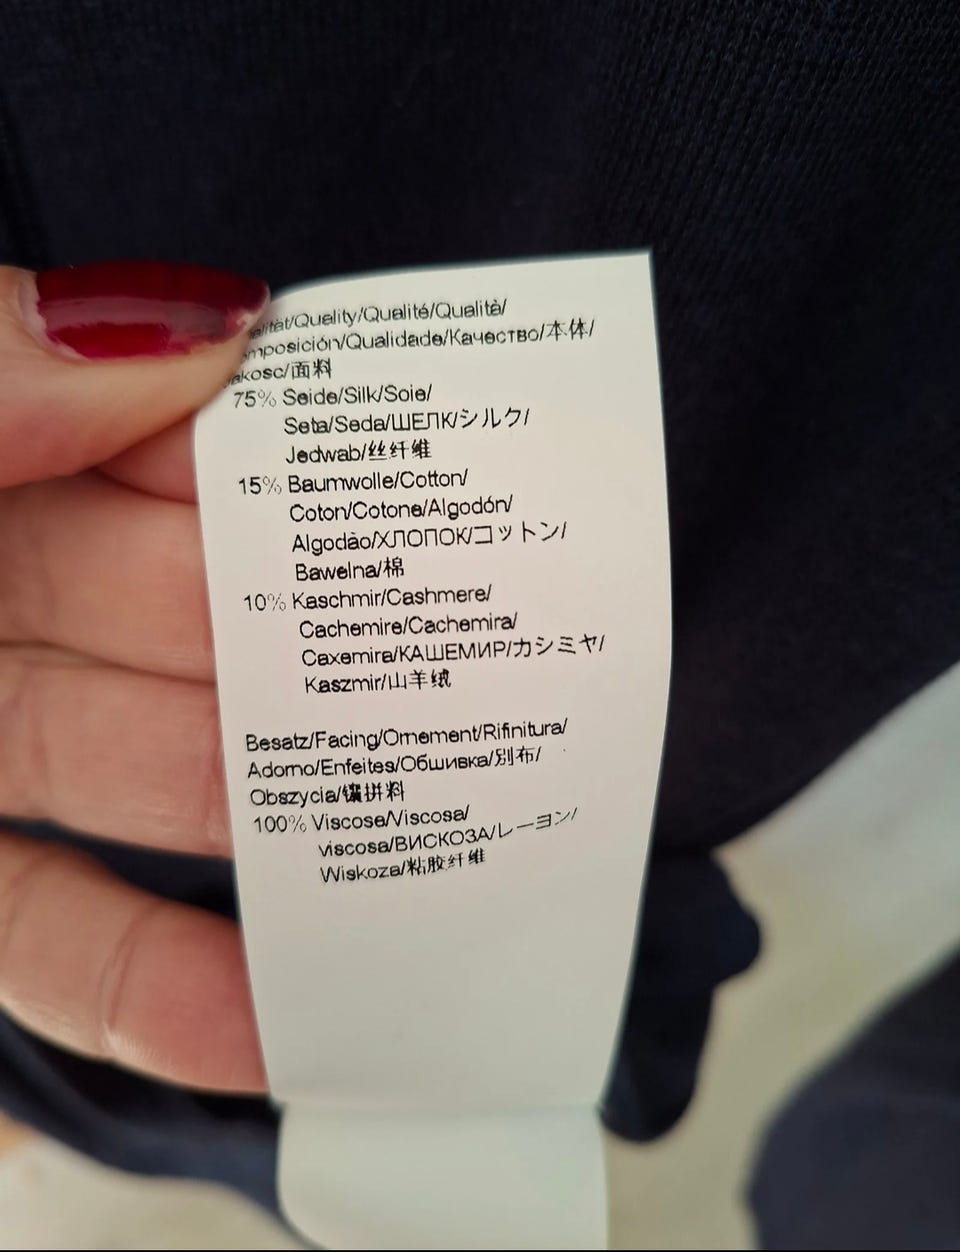 Qualität/Quality/Qualité/Qualità/
Composición/Qualidade/Качество/本体/
Jakosc/面料
75% Seide/Silk/Soie/
Seta/Seda/ШЕЛК/シルク/
Jedwab/丝纤维
15% Baumwolle/Cotton/
Coton/Cotone/Algodón/
Algodão/ХЛОПОК/コットン/
Bawelna/棉
10% Kaschmir/Cashmere/
Cachemire/Cachemira/
Caxemira/КАШЕМИР/カシミヤ/
Kaszmir/山羊绒
Besatz/Facing/Ornement/Rifinitura/
Adorno/Enfeites/Обшивка/別布/
Obszycia/镶拼料
100% Viscose/Viscosa/
viscosa/ВИСКОЗА/レーヨン/
Wiskoza/粘胶纤维